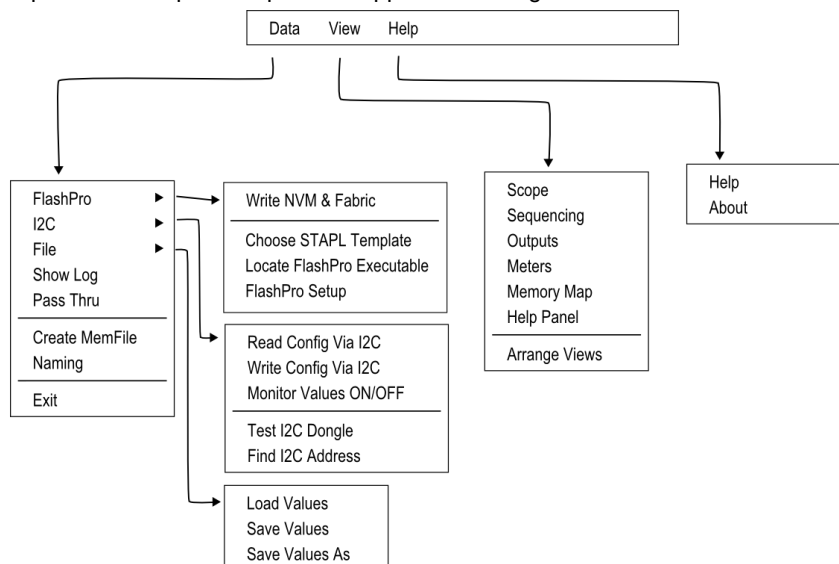 Data View Help
FlashPro
I2C
File
Show Log
Pass Thru
Create MemFile
Naming
Exit
Write NVM & Fabric
Choose STAPL Template
Locate FlashPro Executable
FlashPro Setup
Read Config Via I2C
Write Config Via I2C
Monitor Values ON/OFF
Test I2C Dongle
Find I2C Address
Load Values
Save Values
Save Values As
Scope
Sequencing
Outputs
Meters
Memory Map
Help Panel
Arrange Views
Help
About